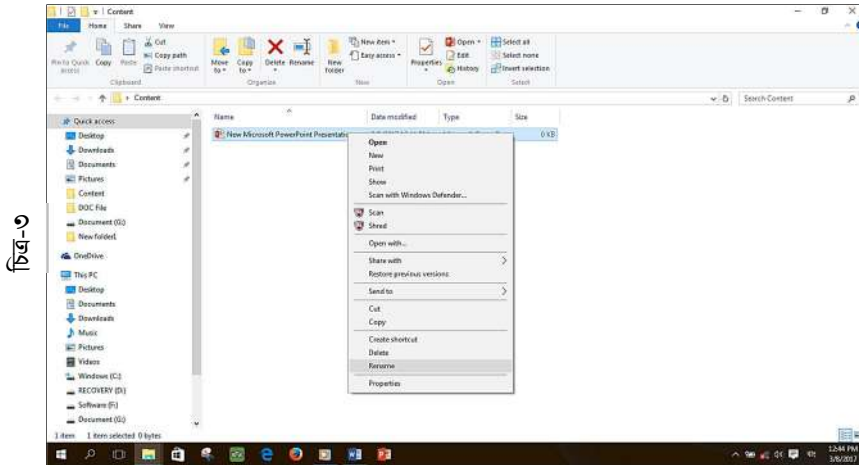 চিত্র-৩
Content
File Home Share View
Pin to Quick access Copy Paste Cut Copy path Paste shortcut
Move to Copy to Delete Rename New folder New item Easy access Properties Open Edit History Select all Select none Invert selection
Clipboard Organize New Open Select
Content Search Content
Name Date modified Type Size
New Microsoft PowerPoint Presentation 0 KB
Quick access
Desktop
Downloads
Documents
Pictures
Content
DOC File
Document (G:)
New folder1
OneDrive
This PC
Desktop
Documents
Downloads
Music
Pictures
Videos
Windows (C:)
RECOVERY (D:)
Software (F:)
Document (G:)
Open
New
Print
Show
Scan with Windows Defender...
Scan
Shred
Open with...
Share with
Restore previous versions
Send to
Cut
Copy
Create shortcut
Delete
Rename
Properties
1 item 1 item selected 0 bytes
12:44 PM
3/8/2017